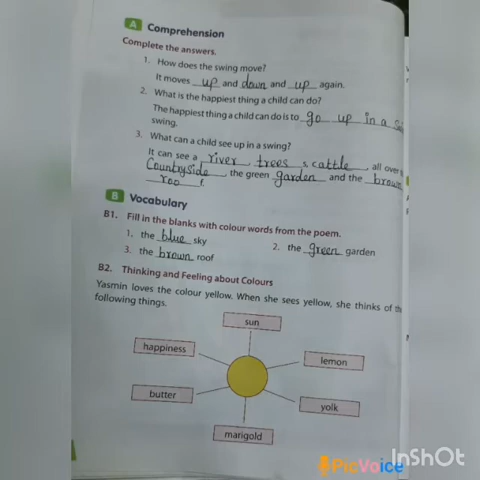 A Comprehension
Complete the answers.
1. How does the swing move?
It moves up and down and up again.
2. What is the happiest thing a child can do?
The happiest thing a child can do is to go up in a
swing.
3. What can a child see up in a swing?
It can see a river, trees s, cattle, all over
Countryside, the green garden and the brown
roo f.
B Vocabulary
B1. Fill in the blanks with colour words from the poem.
1. the blue sky 2. the green garden
3. the brown roof
B2. Thinking and Feeling about Colours
Yasmin loves the colour yellow. When she sees yellow, she thinks of
following things.
sun
happiness
lemon
butter
yolk
marigold
InShOt
PicVoice